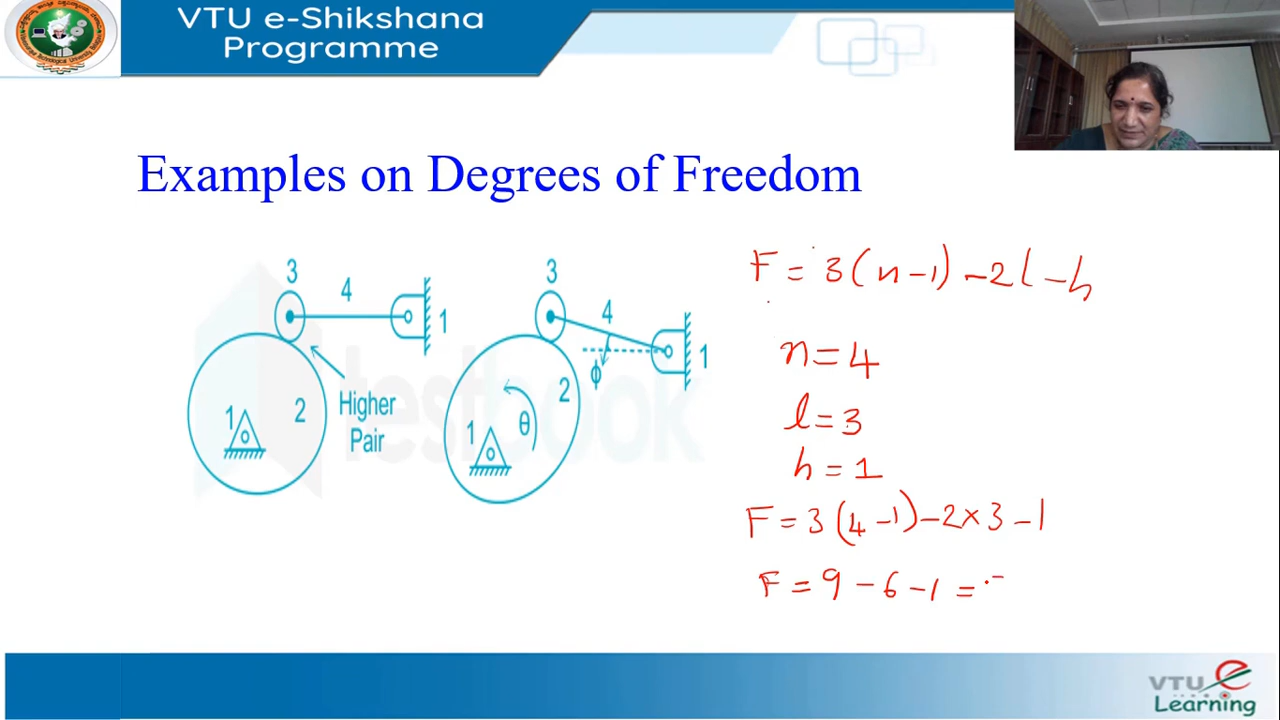 VTU e-Shikshana
Programme
Examples on Degrees of Freedom
3
4
1
Higher
Pair
1
2
3
4
1
ϕ
2
θ
1
testbook
F = 3(n-1) -2l -h
n = 4
l = 3
h = 1
F = 3(4-1) -2×3 -1
F = 9 - 6 -1 =
VTU e
Learning